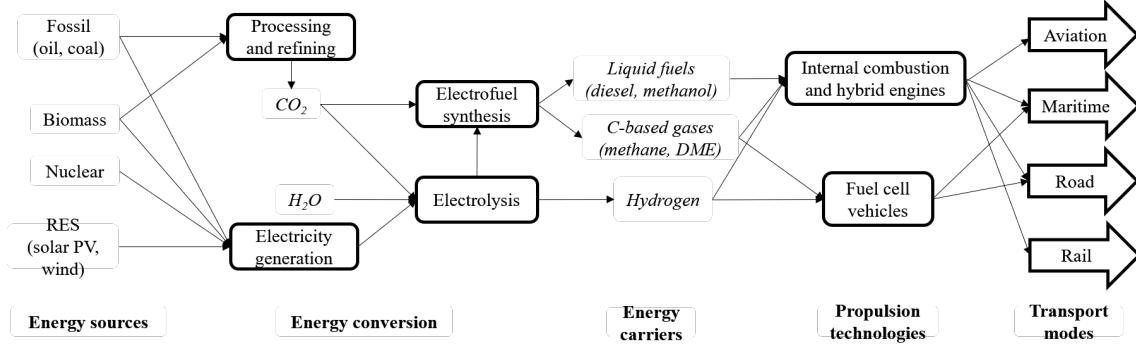 Fossil
(oil, coal)
Biomass
Nuclear
RES
(solar PV,
wind)
Energy sources
Processing
and refining
CO2
H2O
Electricity
generation
Electrofuel
synthesis
Electrolysis
Energy conversion
Liquid fuels
(diesel, methanol)
C-based gases
(methane, DME)
Hydrogen
Energy
carriers
Internal combustion
and hybrid engines
Fuel cell
vehicles
Propulsion
technologies
Aviation
Maritime
Road
Rail
Transport
modes